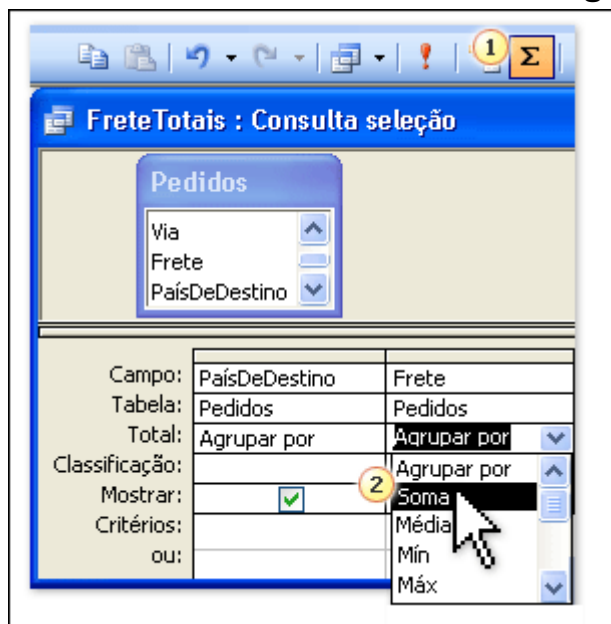 1 Σ
FreteTotais : Consulta seleção
Pedidos
Via
Frete
PaísDeDestino
Campo: PaísDeDestino Frete
Tabela: Pedidos Pedidos
Total: Agrupar por Agrupar por
Classificação: Agrupar por
Mostrar: 2 Soma
Critérios: Média
ou: Mín
Máx